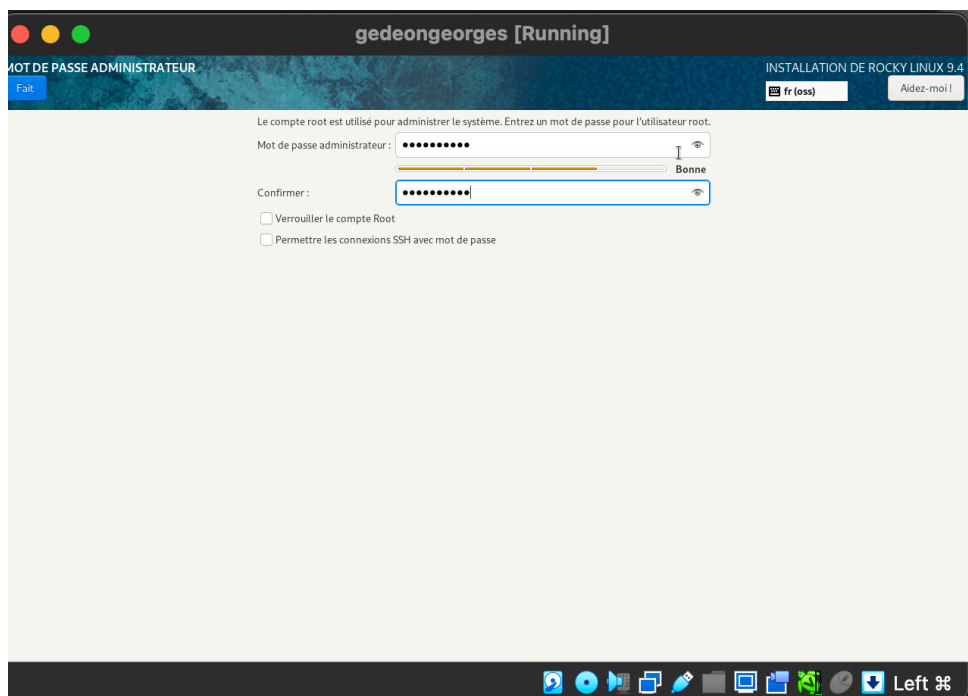 gedeongeorges [Running]
MOT DE PASSE ADMINISTRATEUR
INSTALLATION DE ROCKY LINUX 9.4
Fait
fr (oss)
Aidez-moi !
Le compte root est utilisé pour administrer le système. Entrez un mot de passe pour l'utilisateur root.
Mot de passe administrateur : ●●●●●●●●●●
Bonne
Confirmer : ●●●●●●●●●●
Verrouiller le compte Root
Permettre les connexions SSH avec mot de passe
Left ⌘